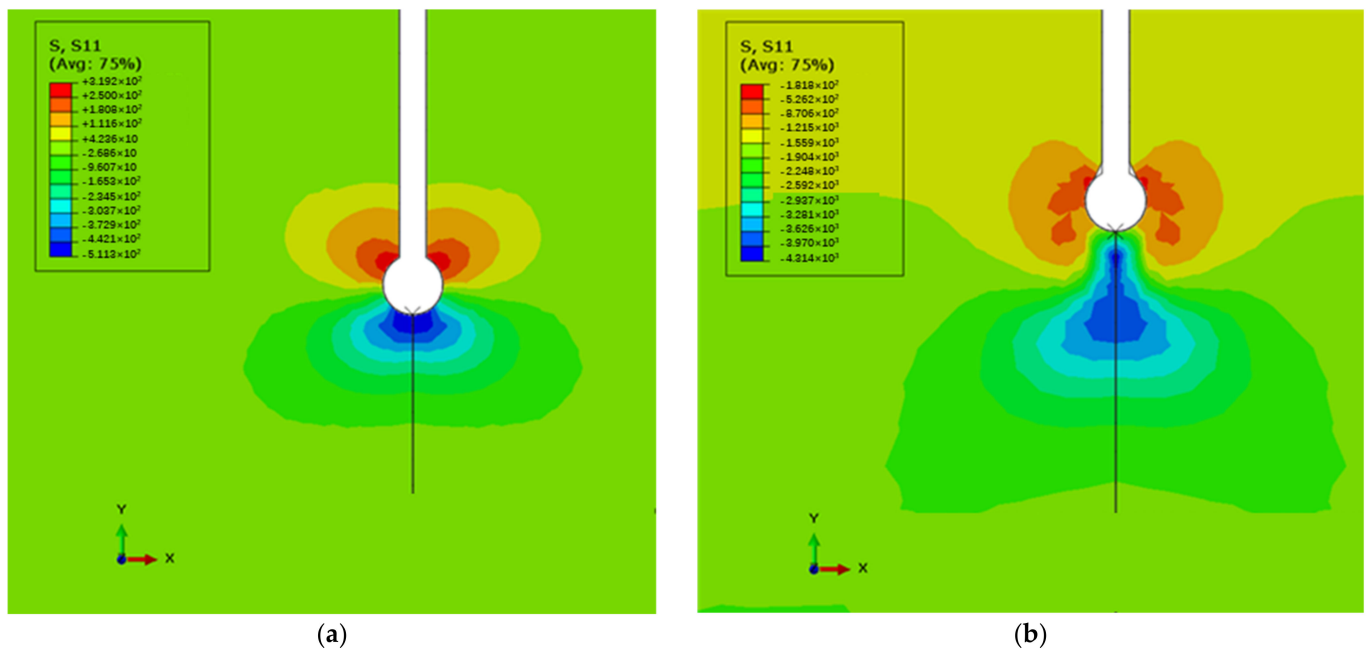 S, S11
(Avg: 75%)
+3.192×10²
+2.500×10²
+1.808×10²
+1.116×10²
+4.236×10
-2.686×10
-9.607×10
-1.653×10²
-2.345×10²
-3.037×10²
-3.729×10²
-4.421×10²
-5.113×10²
Y
X
(a)
S, S11
(Avg: 75%)
-1.818×10²
-5.262×10²
-8.706×10²
-1.215×10³
-1.559×10³
-1.904×10³
-2.248×10³
-2.592×10³
-2.937×10³
-3.281×10³
-3.626×10³
-3.970×10³
-4.314×10³
Y
X
(b)